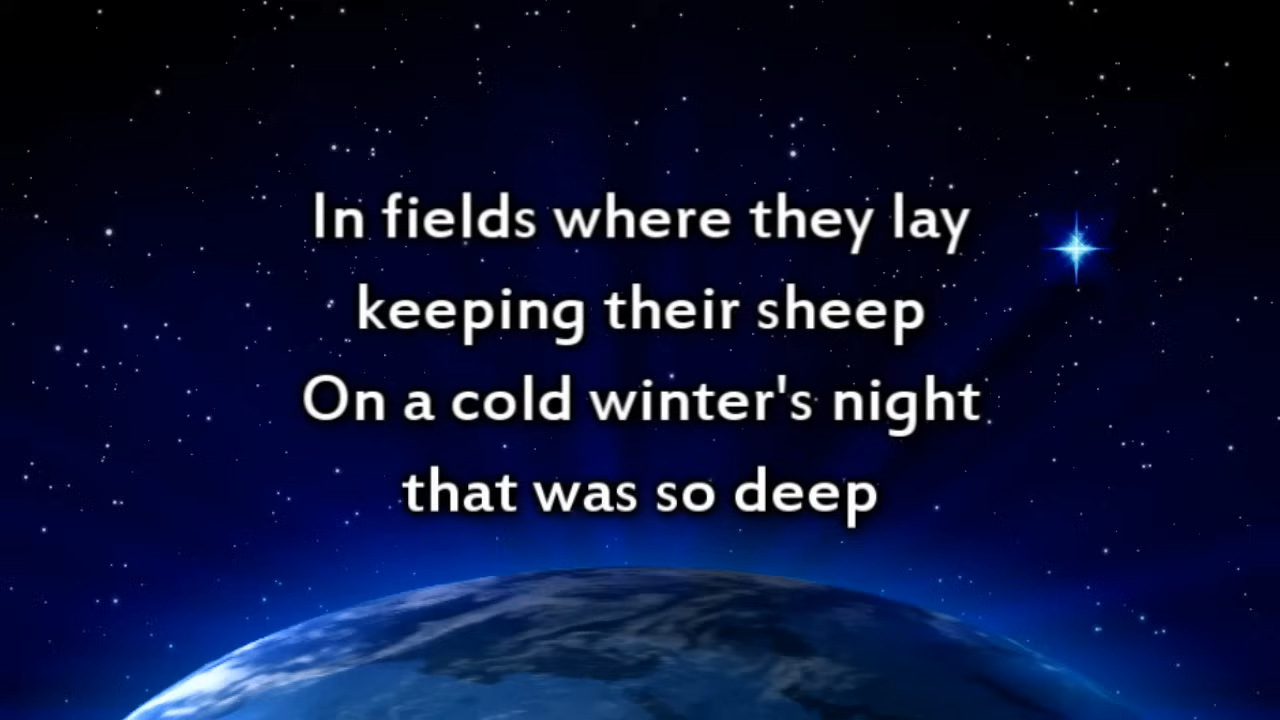 In fields where they lay
keeping their sheep
On a cold winter's night
that was so deep